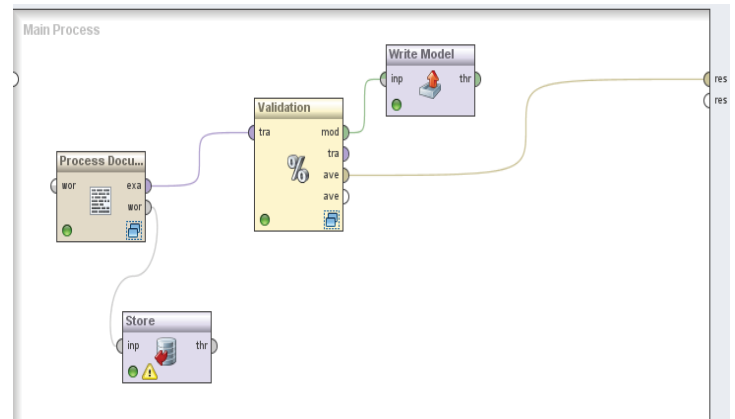 Main Process
Write Model
inp thr
res
res
Validation
tra mod
tra
ave
ave
%
Process Docu...
wor exa
wor
Store
inp thr